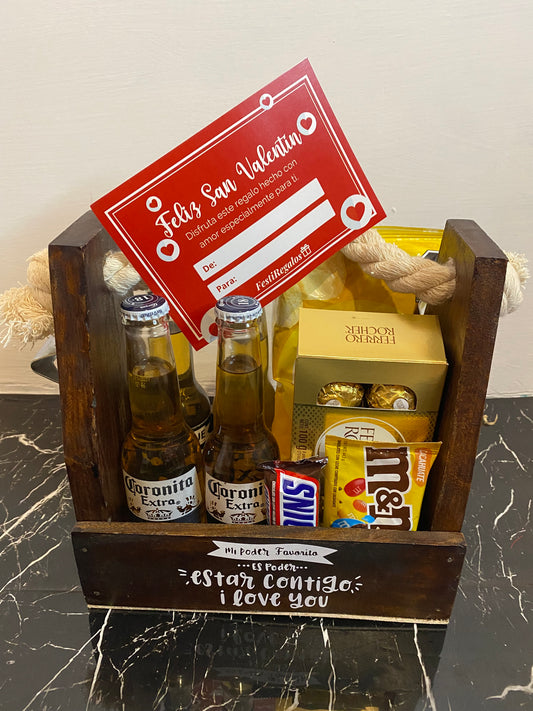 Feliz San Valentín
Disfruta este regalo hecho con
amor especialmente para ti.
De:
Para:
FestiRegalos
FERRERO
ROCHER
Coronita
Extra
Coronita
Extra
SNI
m&m
Mi Poder Favorito
... Es Poder...
estar contigo,
i love you